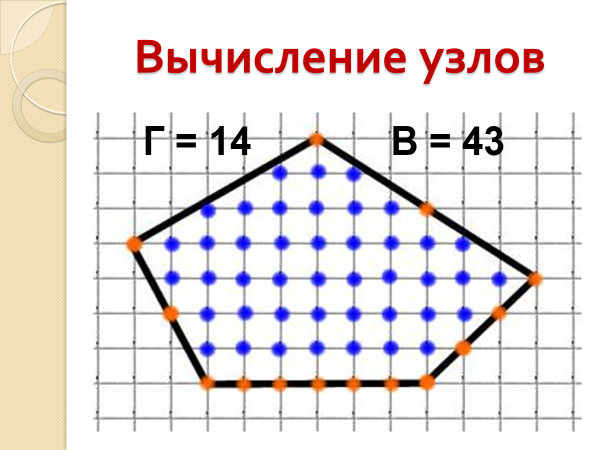 Вычисление узлов
Г = 14 В = 43